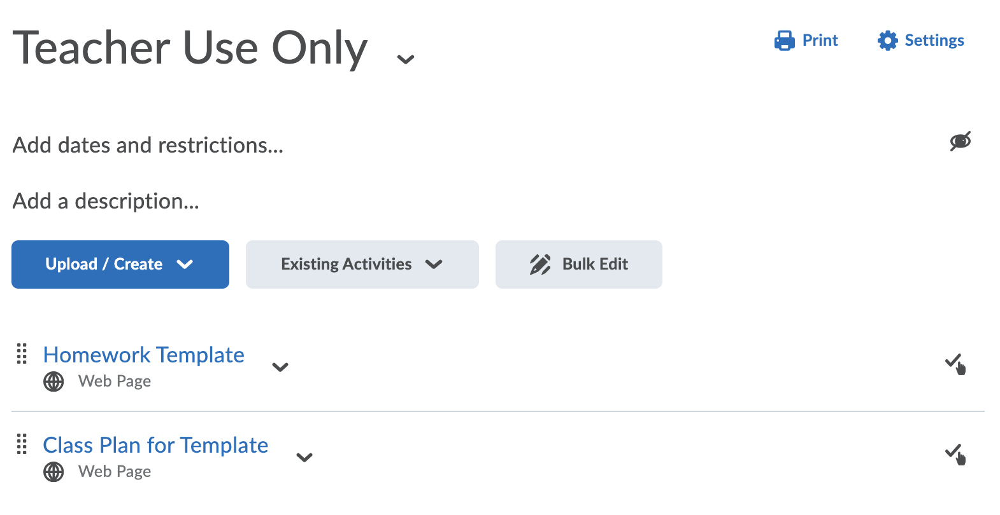 Teacher Use Only
Print
Settings
Add dates and restrictions...
Add a description...
Upload / Create
Existing Activities
Bulk Edit
Homework Template
Web Page
Class Plan for Template
Web Page